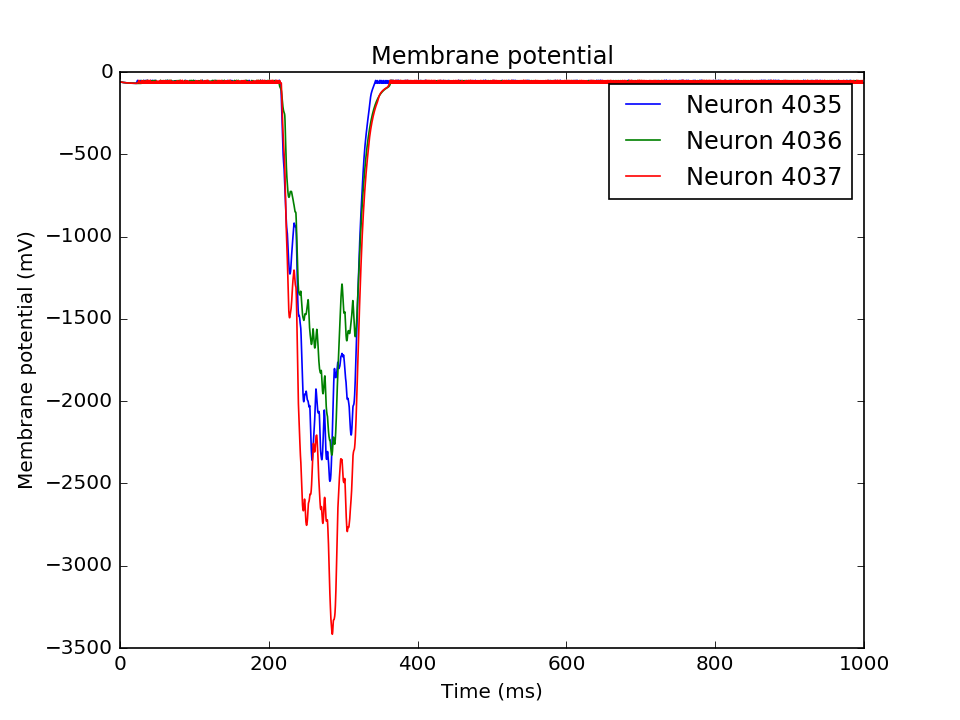 Membrane potential
Neuron 4035
Neuron 4036
Neuron 4037
Membrane potential (mV)
0
−500
−1000
−1500
−2000
−2500
−3000
−3500
0 200 400 600 800 1000
Time (ms)